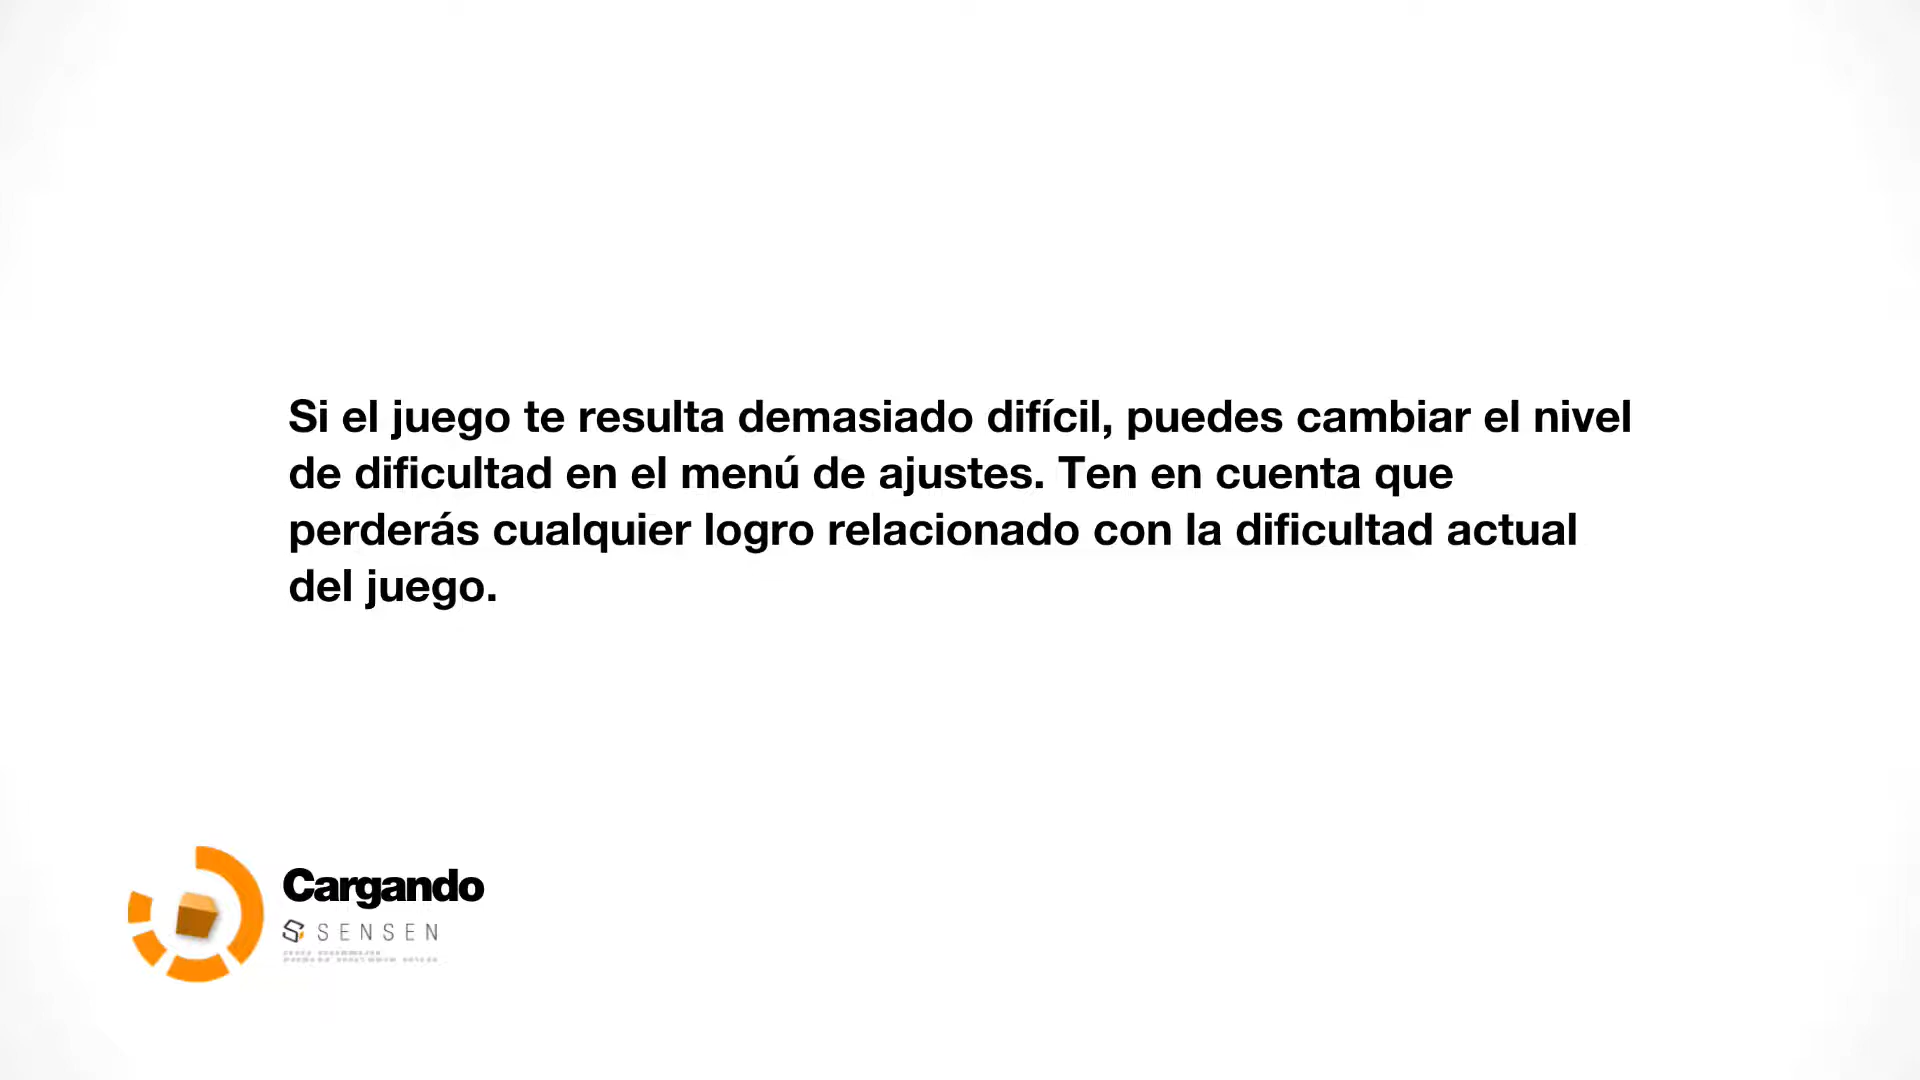 Si el juego te resulta demasiado difícil, puedes cambiar el nivel
de dificultad en el menú de ajustes. Ten en cuenta que
perderás cualquier logro relacionado con la dificultad actual
del juego.
Cargando
SENSEN